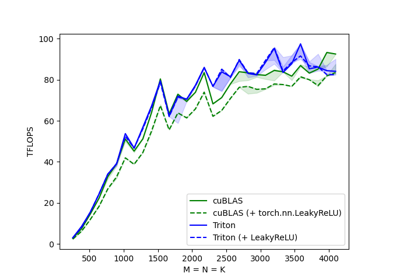 100
80
60
40
20
0
TFLOPS
500
1000
1500
2000
2500
3000
3500
4000
M = N = K
cuBLAS
cuBLAS (+ torch.nn.LeakyReLU)
Triton
Triton (+ LeakyReLU)